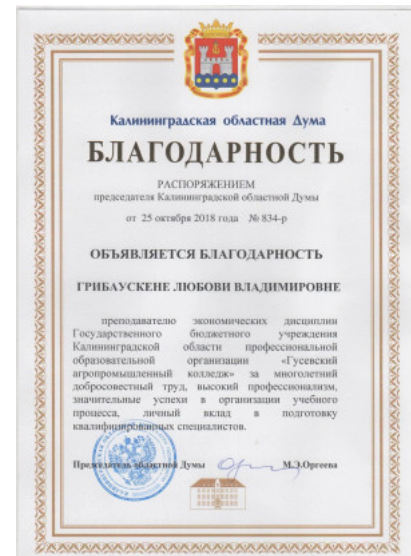 Калининградская областная Дума
БЛАГОДАРНОСТЬ
РАСПОРЯЖЕНИЕМ
председателя Калининградской областной Думы
от 25 октября 2018 года № 834-р
ОБЪЯВЛЯЕТСЯ БЛАГОДАРНОСТЬ
ГРИБАУСКЕНЕ ЛЮБОВИ ВЛАДИМИРОВНЕ
преподавателю экономических дисциплин
Государственного бюджетного учреждения
Калининградской области профессиональной
образовательной организации «Гусевский
агропромышленный колледж» за многолетний
добросовестный труд, высокий профессионализм,
значительные успехи в организации учебного
процесса, личный вклад в подготовку
квалифицированных специалистов.
Председатель областной Думы М.Э.Оргеева